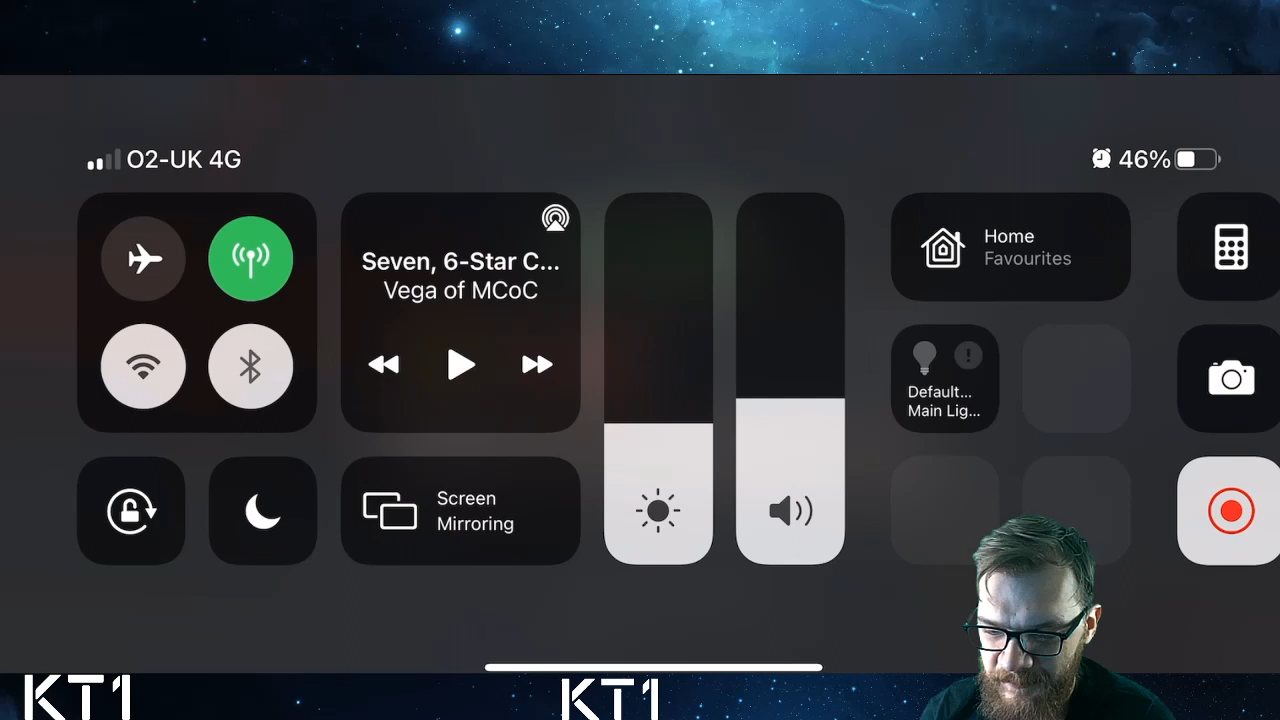 O2-UK 4G
46%
Seven, 6-Star C...
Vega of MCoC
Home
Favourites
Default...
Main Lig...
Screen
Mirroring
KT1
KT1